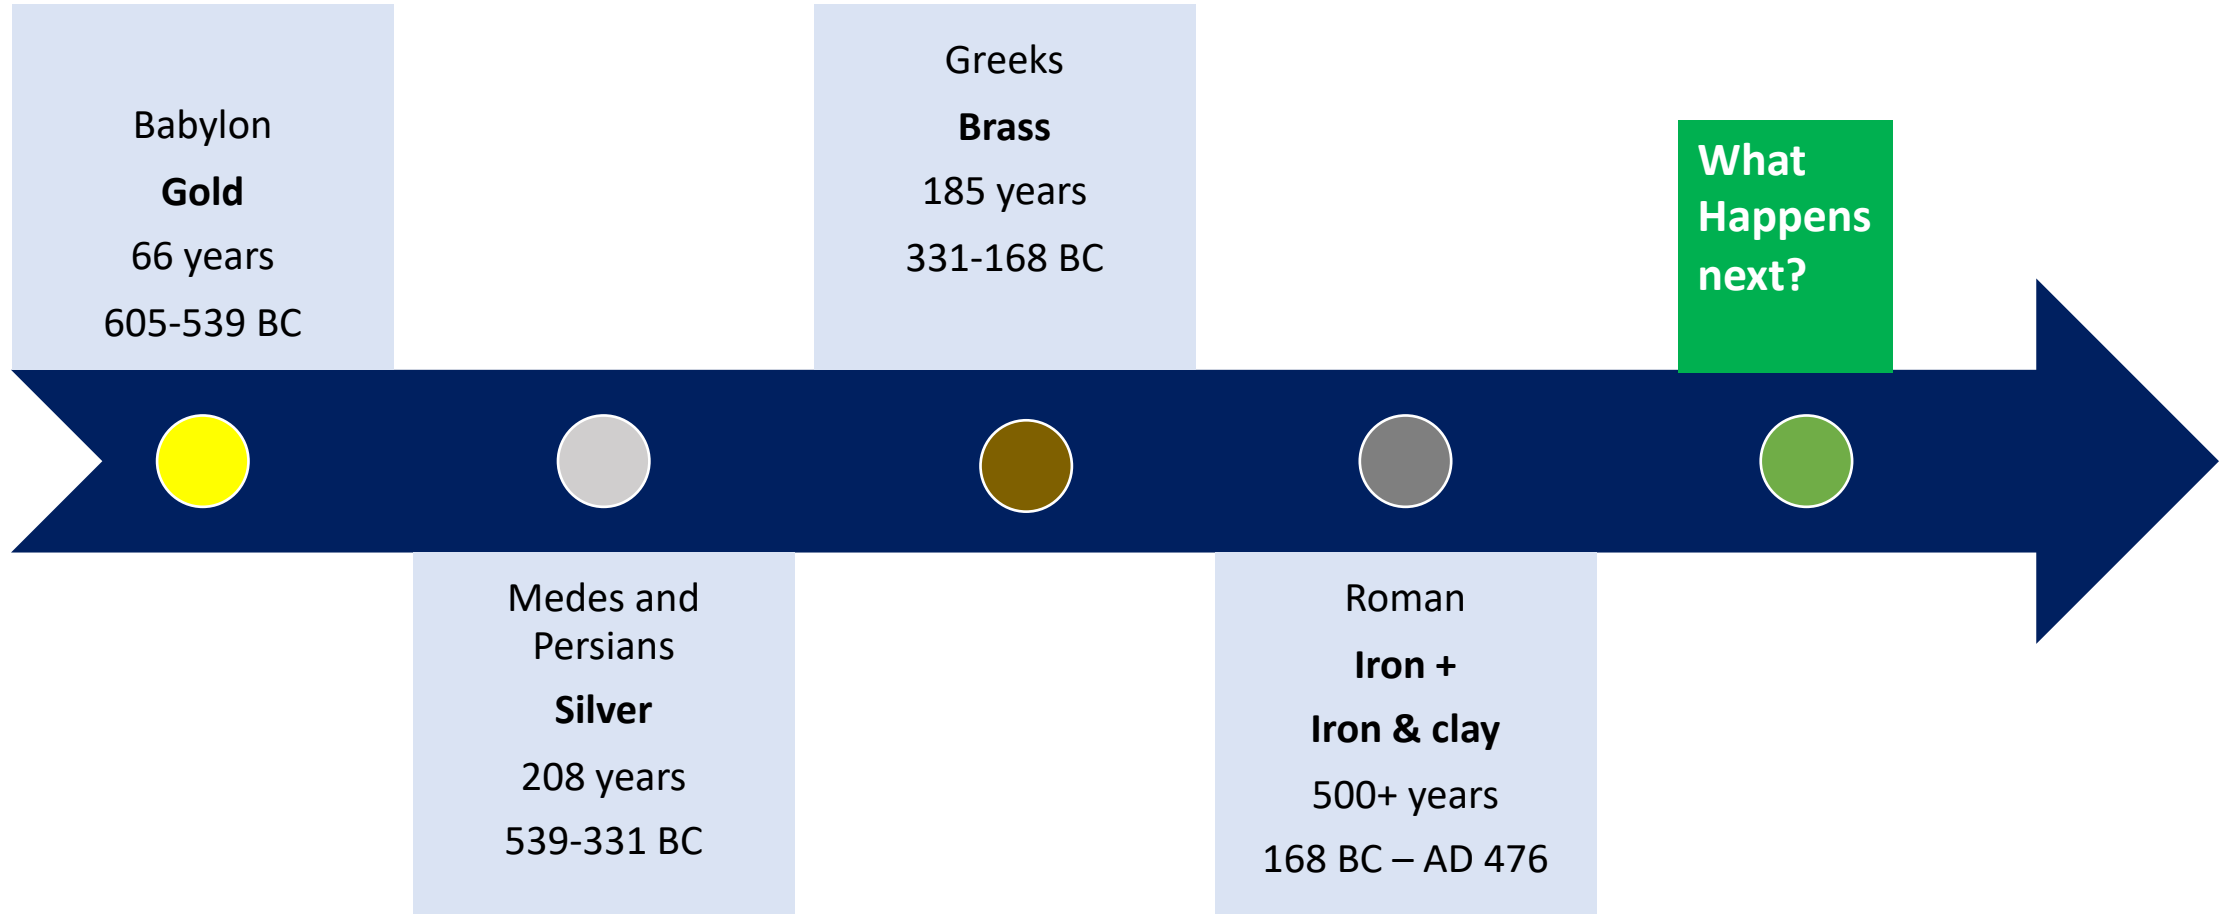 Babylon
Gold
66 years
605-539 BC
Medes and
Persians
Silver
208 years
539-331 BC
Greeks
Brass
185 years
331-168 BC
Roman
Iron +
Iron & clay
500+ years
168 BC – AD 476
What
Happens
next?